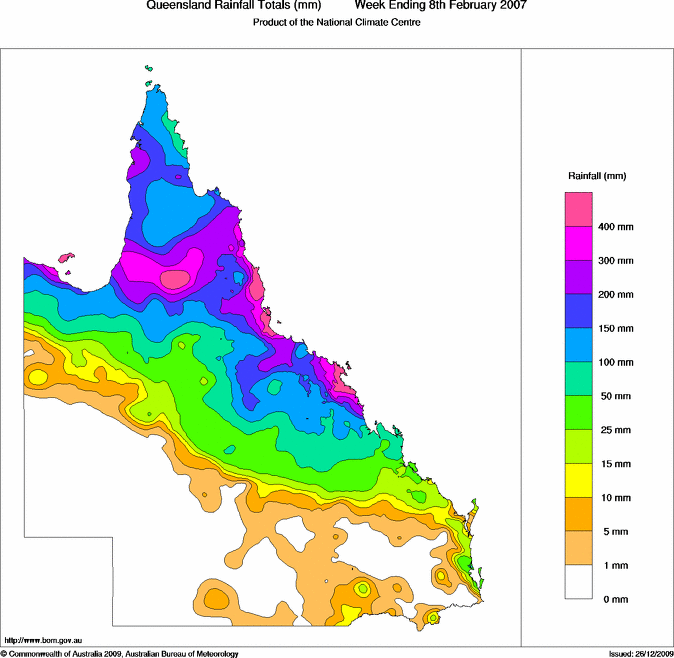 Queensland Rainfall Totals (mm) Week Ending 8th February 2007
Product of the National Climate Centre
Rainfall (mm)
400 mm
300 mm
200 mm
150 mm
100 mm
50 mm
25 mm
15 mm
10 mm
5 mm
1 mm
0 mm
http://www.bom.gov.au
© Commonwealth of Australia 2009, Australian Bureau of Meteorology Issued: 26/12/2009